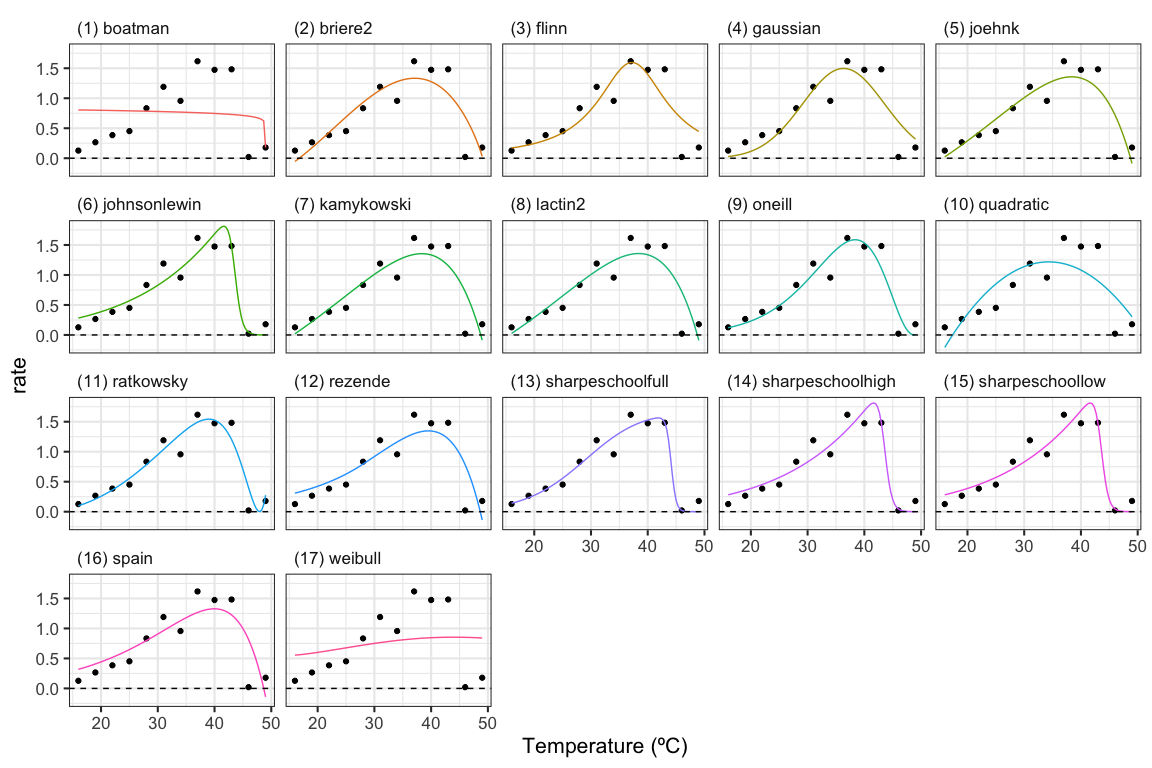 (1) boatman (2) briere2 (3) flinn (4) gaussian (5) joehnk
1.5
1.0
0.5
0.0
(6) johnsonlewin (7) kamykowski (8) lactin2 (9) oneill (10) quadratic
1.5
1.0
0.5
0.0
rate
(11) ratkowsky (12) rezende (13) sharpeschoolfull (14) sharpeschoolhigh (15) sharpeschoollow
1.5
1.0
0.5
0.0
20 30 40 50 20 30 40 50 20 30 40 50
(16) spain (17) weibull
1.5
1.0
0.5
0.0
20 30 40 50 20 30 40 50
Temperature (ºC)